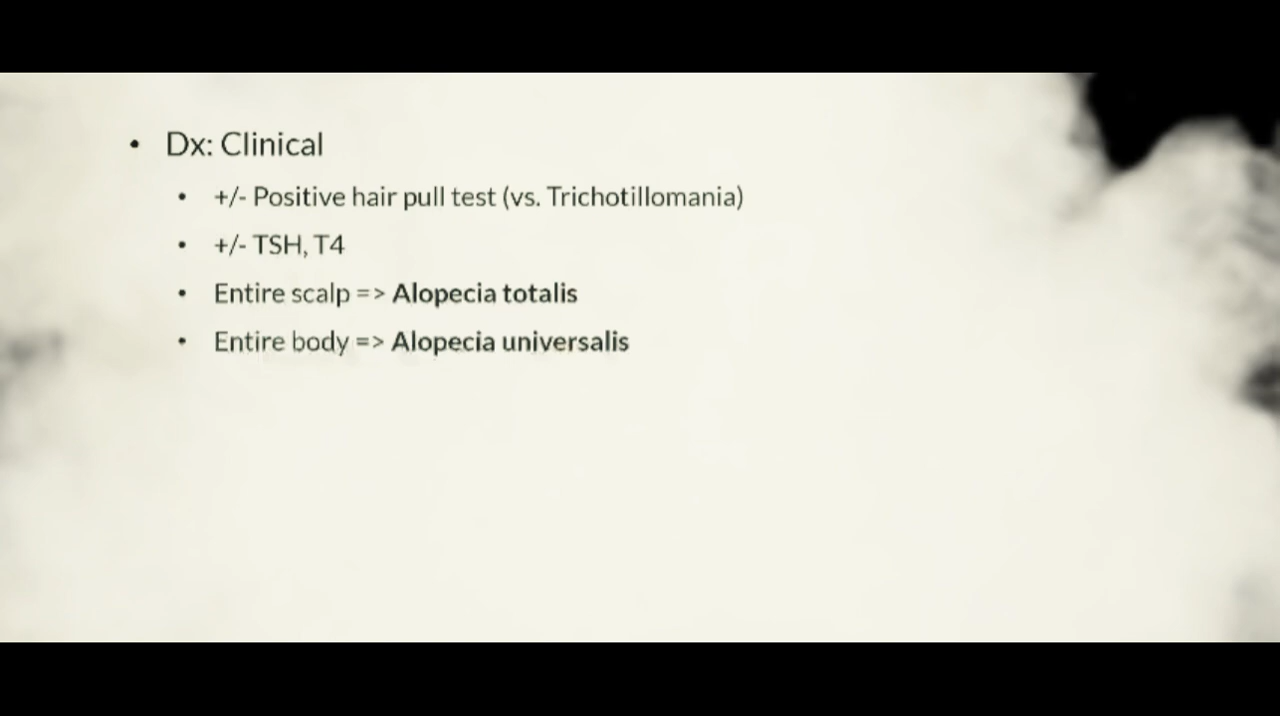 • Dx: Clinical
• +/- Positive hair pull test (vs. Trichotillomania)
• +/- TSH, T4
• Entire scalp => Alopecia totalis
• Entire body => Alopecia universalis